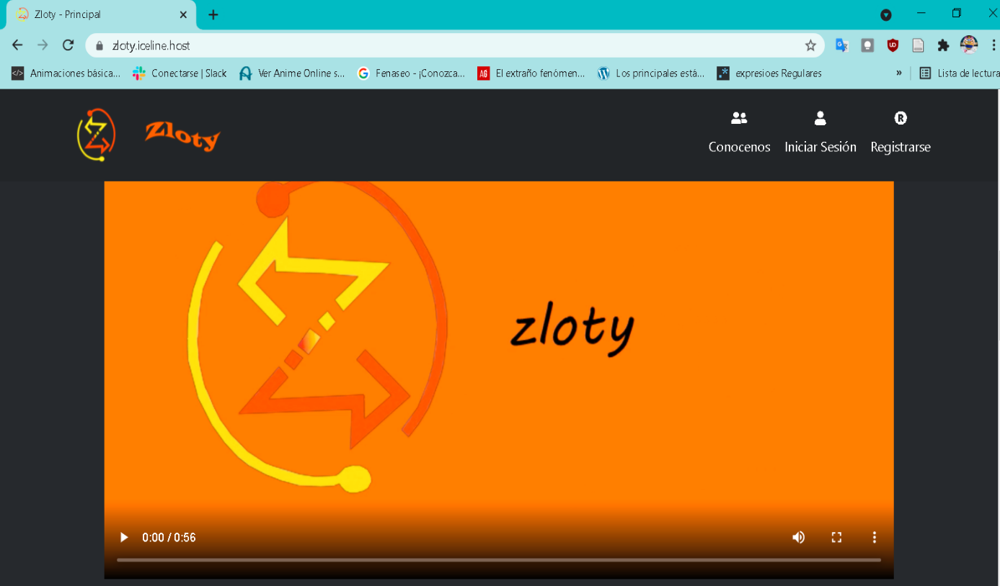 Zloty - Principal
zloty.iceline.host
Animaciones básica... Conectarse | Slack Ver Anime Online s... Fenaseo - ¡Conozca... AG El extraño fenómen... Los principales está... .* expresioes Regulares » Lista de lectura
Zloty
Conocenos Iniciar Sesión Registrarse
zloty
0:00 / 0:56